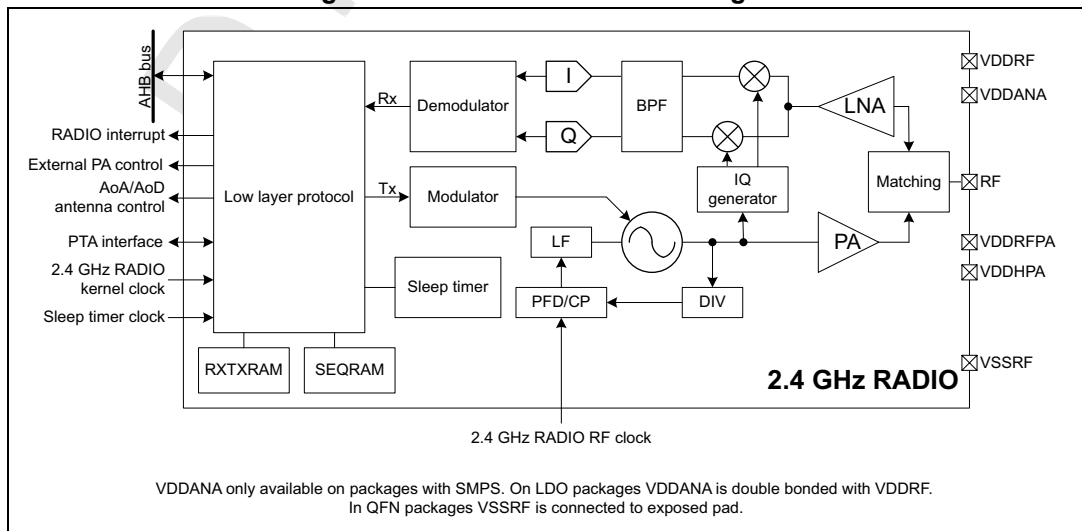 AHB bus
RADIO interrupt
External PA control
AoA/AoD
antenna control
PTA interface
2.4 GHz RADIO
kernel clock
Sleep timer clock
Low layer protocol
Rx
Tx
Demodulator
Modulator
Sleep timer
RXTXRAM
SEQRAM
I
Q
BPF
LNA
IQ
generator
Matching
LF
PFD/CP
DIV
PA
VDDRF
VDDANA
RF
VDDRFPA
VDDHPA
VSSRF
2.4 GHz RADIO
2.4 GHz RADIO RF clock
VDDANA only available on packages with SMPS. On LDO packages VDDANA is double bonded with VDDRF.
In QFN packages VSSRF is connected to exposed pad.